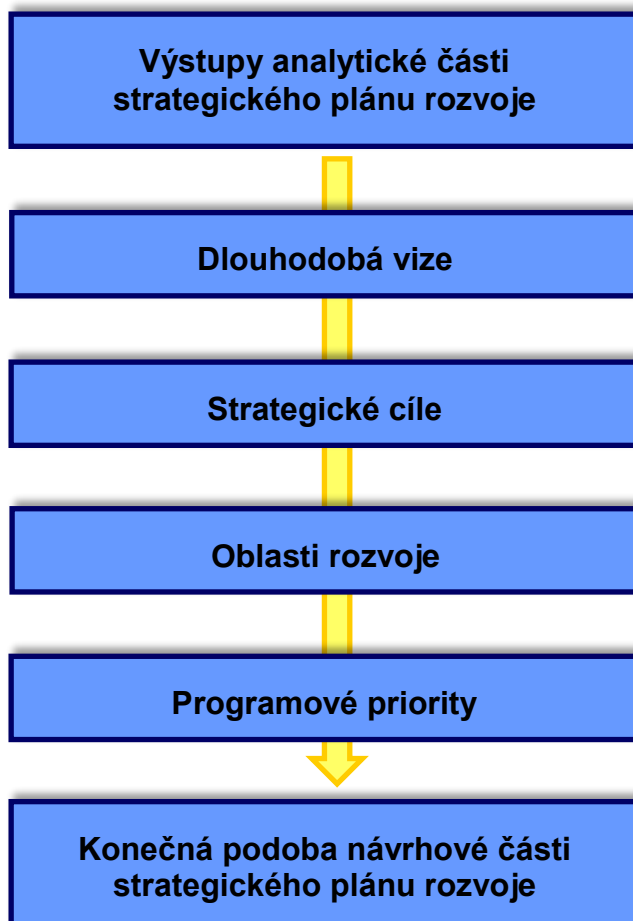 Výstupy analytické části
strategického plánu rozvoje
Dlouhodobá vize
Strategické cíle
Oblasti rozvoje
Programové priority
Konečná podoba návrhové části
strategického plánu rozvoje